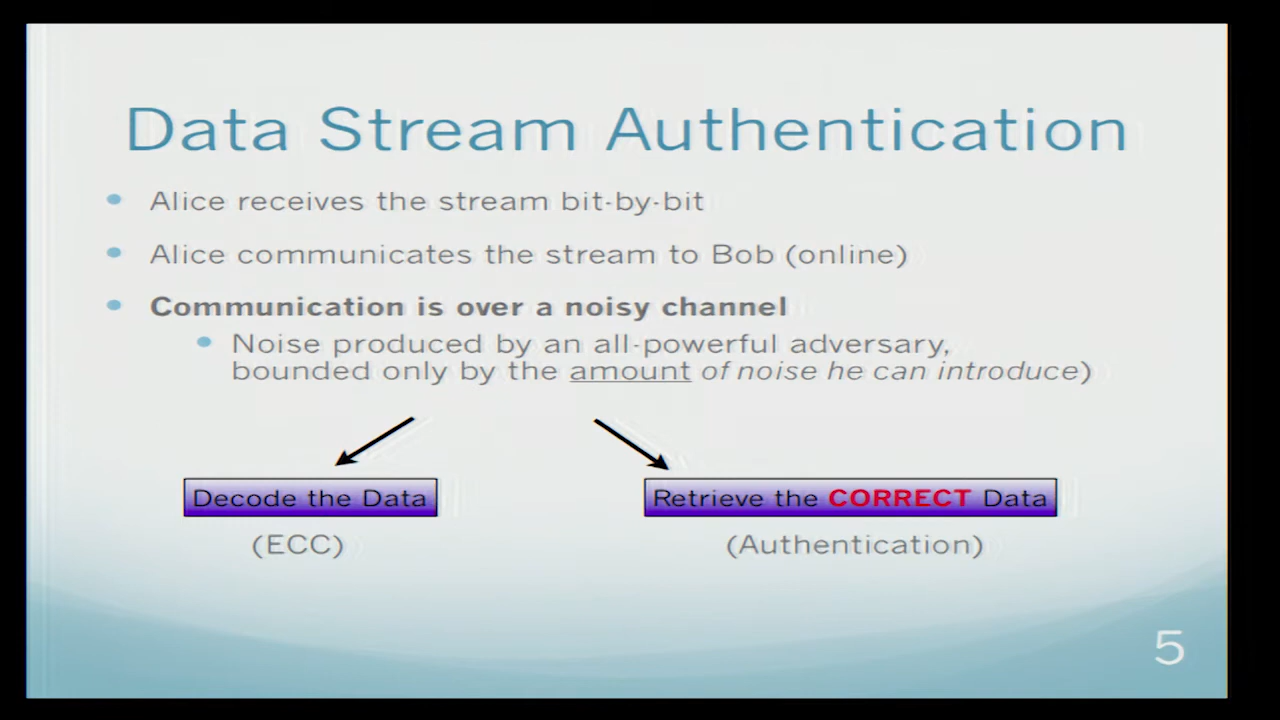 Data Stream Authentication
• Alice receives the stream bit-by-bit
• Alice communicates the stream to Bob (online)
• Communication is over a noisy channel
• Noise produced by an all-powerful adversary,
bounded only by the amount of noise he can introduce)
Decode the Data
Retrieve the CORRECT Data
(ECC)
(Authentication)
5